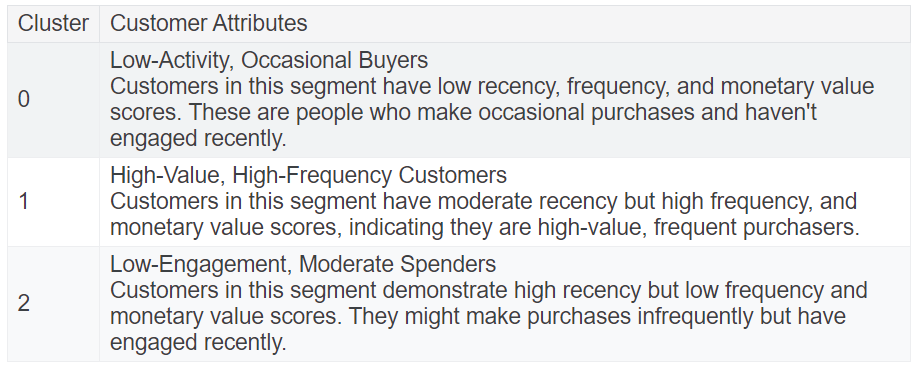 Cluster Customer Attributes
Low-Activity, Occasional Buyers
Customers in this segment have low recency, frequency, and monetary value
0
scores. These are people who make occasional purchases and haven't
engaged recently.
High-Value, High-Frequency Customers
1
Customers in this segment have moderate recency but high frequency, and
monetary value scores, indicating they are high-value, frequent purchasers.
Low-Engagement, Moderate Spenders
Customers in this segment demonstrate high recency but low frequency and
2
monetary value scores. They might make purchases infrequently but have
engaged recently.